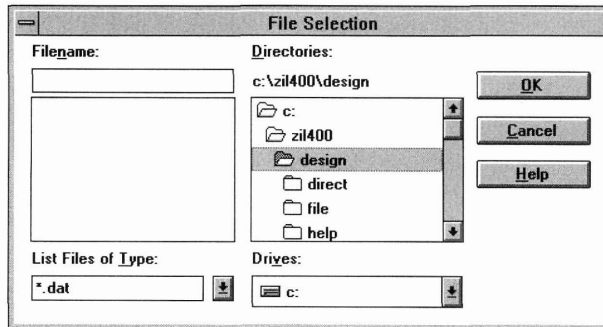 File Selection
Filename:
Directories:
c:\zil400\design
c:
zil400
design
direct
file
help
OK
Cancel
Help
List Files of Type:
*.dat
Drives:
c: